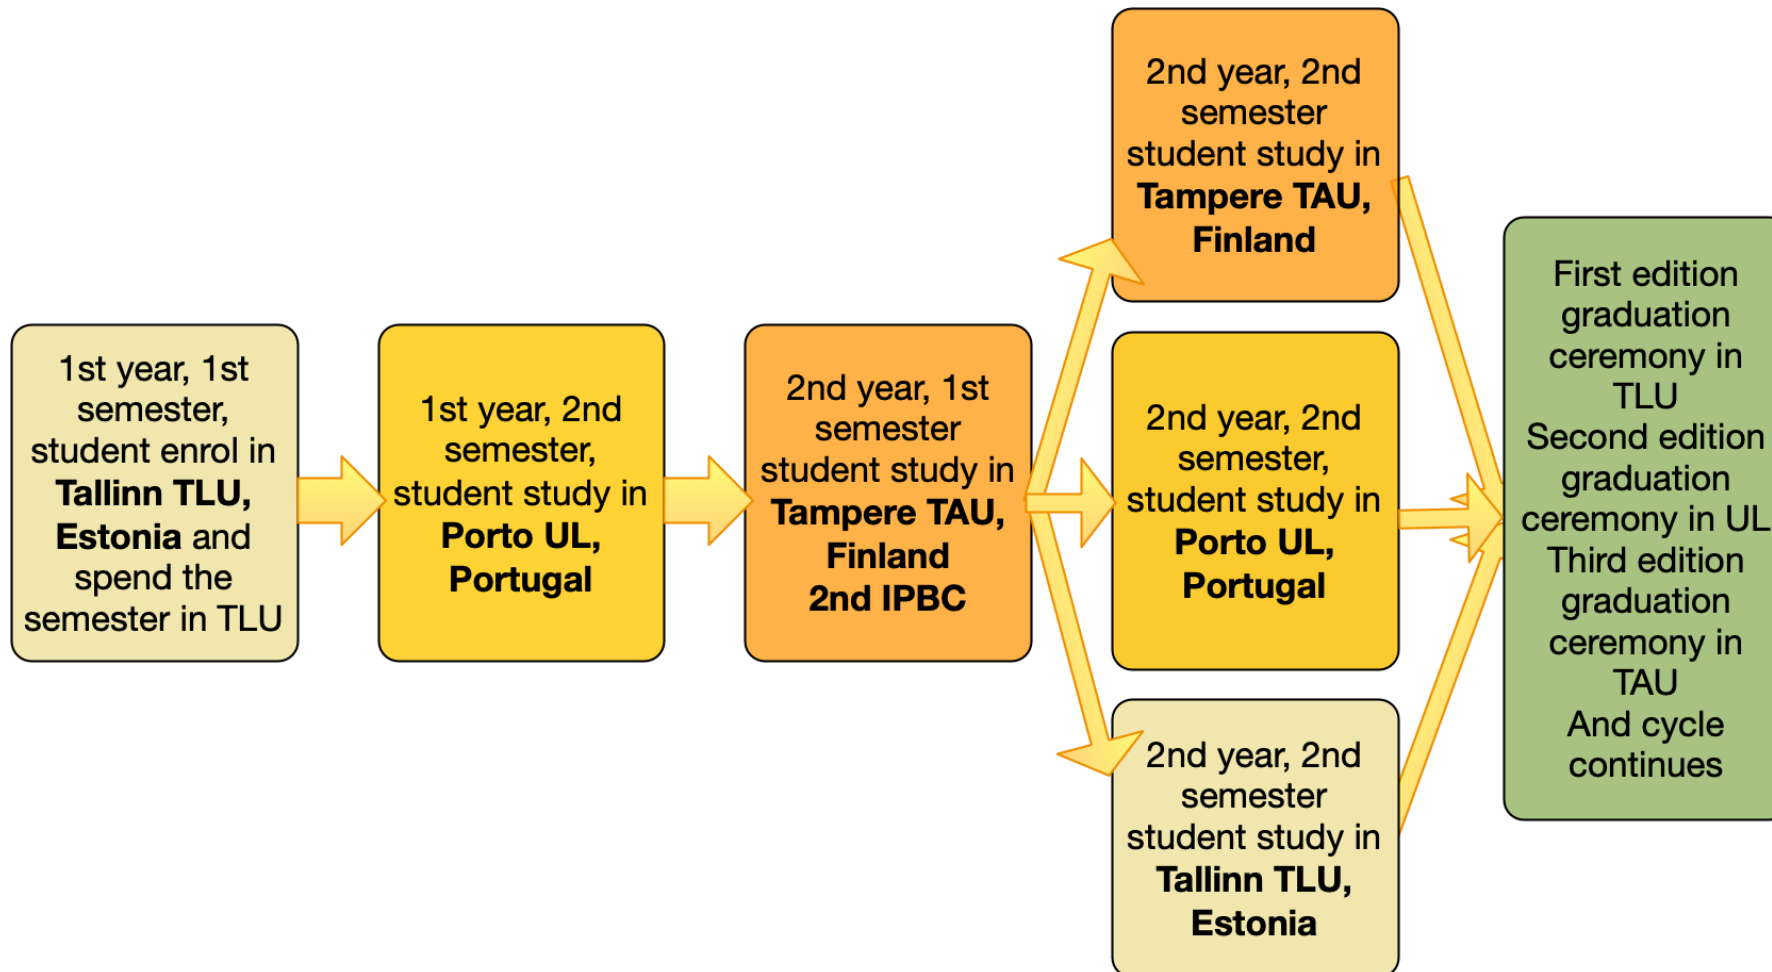 1st year, 1st
semester,
student enrol in
Tallinn TLU,
Estonia and
spend the
semester in TLU
1st year, 2nd
semester,
student study in
Porto UL,
Portugal
2nd year, 1st
semester
student study in
Tampere TAU,
Finland
2nd IPBC
2nd year, 2nd
semester
student study in
Tampere TAU,
Finland
2nd year, 2nd
semester,
student study in
Porto UL,
Portugal
2nd year, 2nd
semester
student study in
Tallinn TLU,
Estonia
First edition
graduation
ceremony in
TLU
Second edition
graduation
ceremony in UL
Third edition
graduation
ceremony in
TAU
And cycle
continues